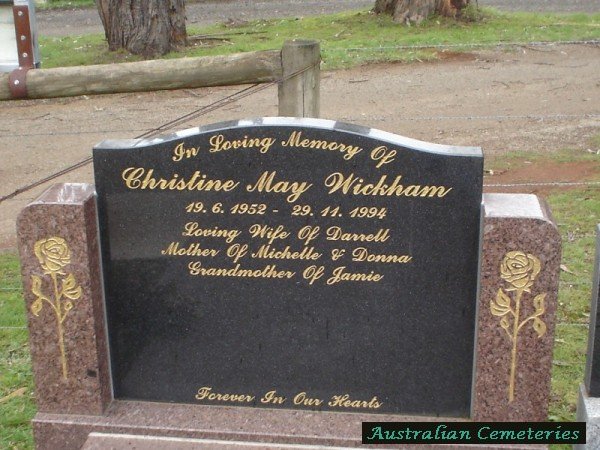 In Loving Memory Of
Christine May Wickham
19. 6. 1952 - 29. 11. 1994
Loving Wife Of Darrell
Mother Of Michelle & Donna
Grandmother Of Jamie
Forever In Our Hearts
Australian Cemeteries